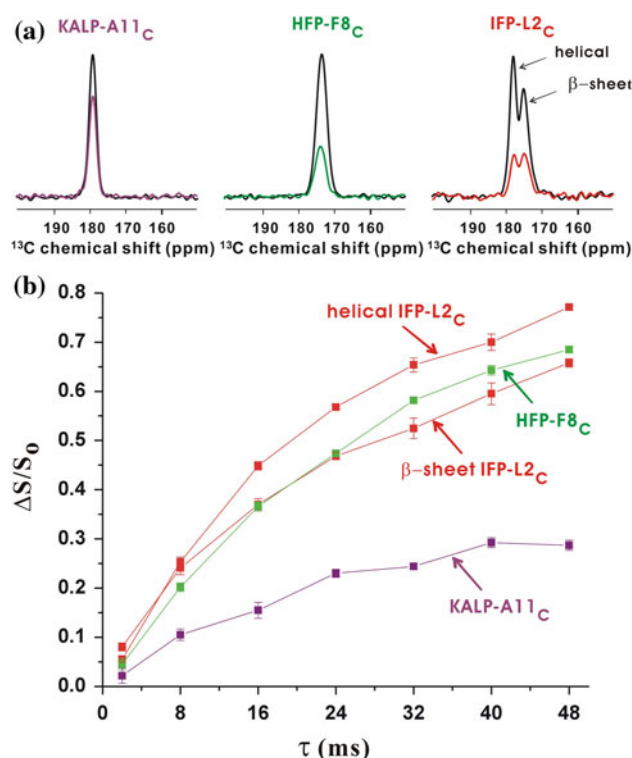 (a)
KALP-A11C
HFP-F8C
IFP-L2C
helical
β-sheet
190 180 170 160
190 180 170 160
190 180 170 160
13C chemical shift (ppm)
13C chemical shift (ppm)
13C chemical shift (ppm)
(b)
0.8
0.7
0.6
0.5
0.4
0.3
0.2
0.1
0.0
ΔS/S0
helical IFP-L2C
HFP-F8C
β-sheet IFP-L2C
KALP-A11C
0 8 16 24 32 40 48
τ (ms)